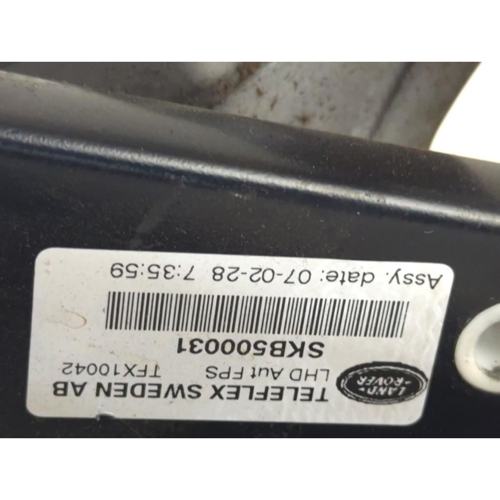 TELEFLEX SWEDEN AB
LHD Aut FPS TFX10042
SKB500031
Assy. date: 07-02-28 7:35:59
LAND
ROVER